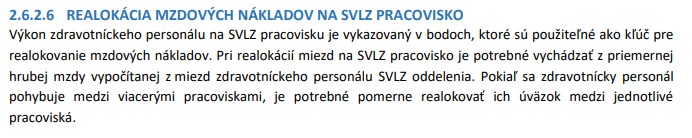 2.6.2.6 REALOKÁCIA MZDOVÝCH NÁKLADOV NA SVLZ PRACOVISKO
Výkon zdravotníckeho personálu na SVLZ pracovisku je vykazovaný v bodoch, ktoré sú použiteľné ako kľúč pre
realokovanie mzdových nákladov. Pri realokácií miezd na SVLZ pracovisko je potrebné vychádzať z priemernej
hrubej mzdy vypočítanej z miezd zdravotníckeho personálu SVLZ oddelenia. Pokiaľ sa zdravotnícky personál
pohybuje medzi viacerými pracoviskami, je potrebné pomerne realokovať ich úväzok medzi jednotlivé
pracoviská.